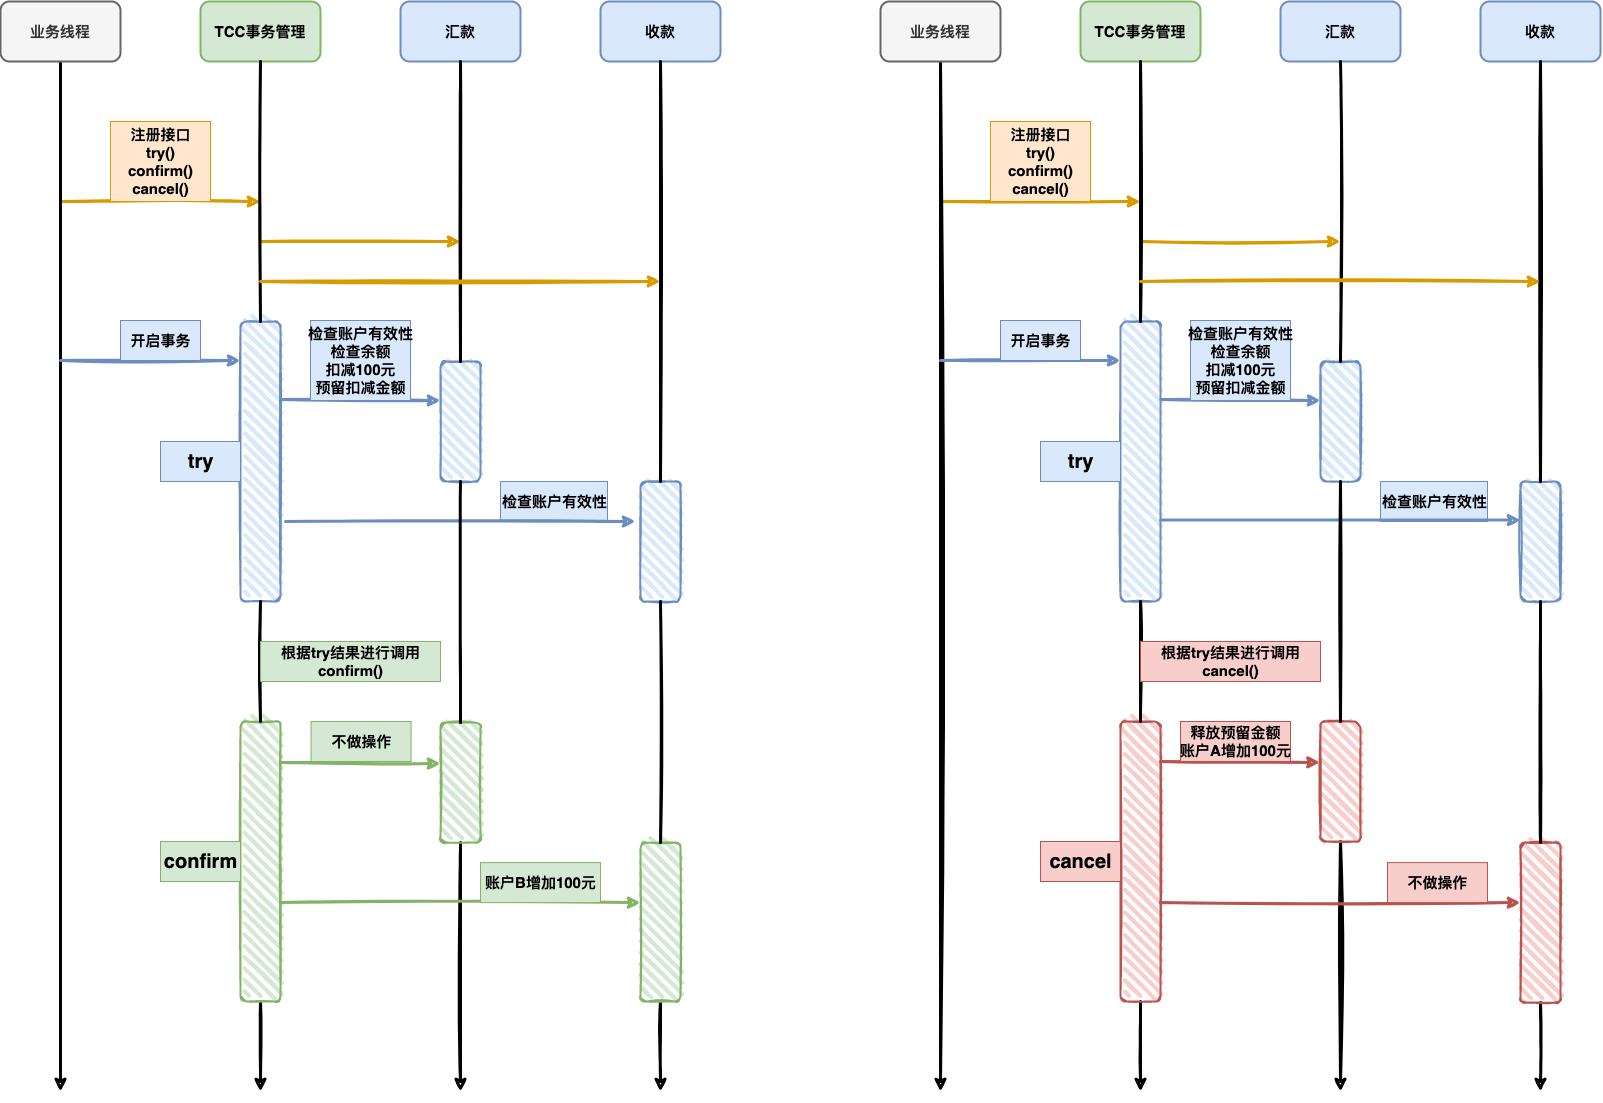 业务线程
TCC事务管理
汇款
收款
注册接口
try()
confirm()
cancel()
开启事务
检查账户有效性
检查余额
扣减100元
预留扣减金额
try
检查账户有效性
根据try结果进行调用
confirm()
不做操作
confirm
账户B增加100元
业务线程
TCC事务管理
汇款
收款
注册接口
try()
confirm()
cancel()
开启事务
检查账户有效性
检查余额
扣减100元
预留扣减金额
try
检查账户有效性
根据try结果进行调用
cancel()
释放预留金额
账户A增加100元
cancel
不做操作